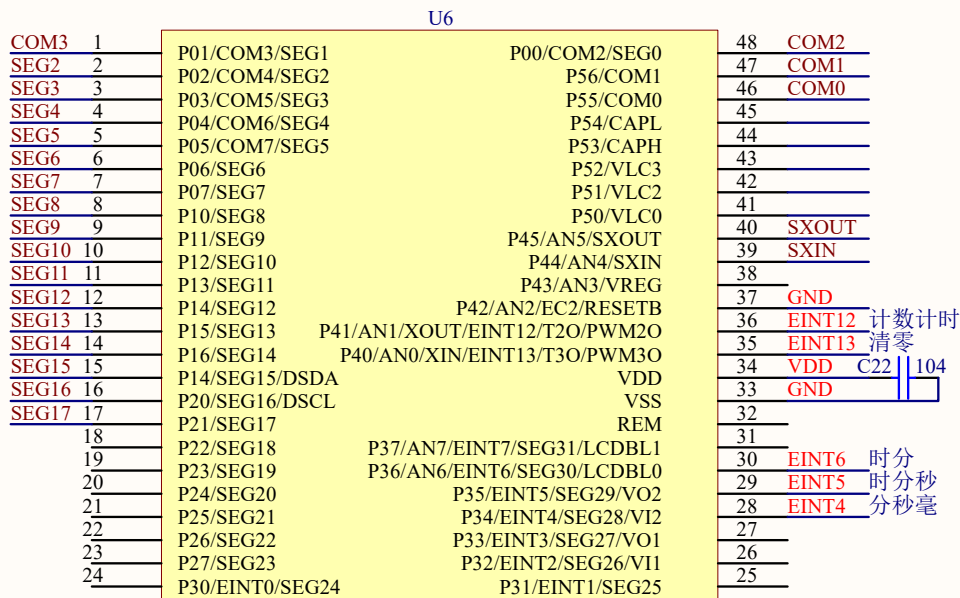 U6
COM3 1 P01/COM3/SEG1 P00/COM2/SEG0 48 COM2
SEG2 2 P02/COM4/SEG2 P56/COM1 47 COM1
SEG3 3 P03/COM5/SEG3 P55/COM0 46 COM0
SEG4 4 P04/COM6/SEG4 P54/CAPL 45
SEG5 5 P05/COM7/SEG5 P53/CAPH 44
SEG6 6 P06/SEG6 P52/VLC3 43
SEG7 7 P07/SEG7 P51/VLC2 42
SEG8 8 P10/SEG8 P50/VLC0 41
SEG9 9 P11/SEG9 P45/AN5/SXOUT 40 SXOUT
SEG10 10 P12/SEG10 P44/AN4/SXIN 39 SXIN
SEG11 11 P13/SEG11 P43/AN3/VREG 38
SEG12 12 P14/SEG12 P42/AN2/EC2/RESETB 37 GND
SEG13 13 P15/SEG13 P41/AN1/XOUT/EINT12/T2O/PWM2O 36 EINT12 计数计时
SEG14 14 P16/SEG14 P40/AN0/XIN/EINT13/T3O/PWM3O 35 EINT13 清零
SEG15 15 P14/SEG15/DSDA VDD 34 VDD C22 104
SEG16 16 P20/SEG16/DSCL VSS 33 GND
SEG17 17 P21/SEG17 REM 32
18 P22/SEG18 P37/AN7/EINT7/SEG31/LCDBL1 31
19 P23/SEG19 P36/AN6/EINT6/SEG30/LCDBL0 30 EINT6 时分
20 P24/SEG20 P35/EINT5/SEG29/VO2 29 EINT5 时分秒
21 P25/SEG21 P34/EINT4/SEG28/VI2 28 EINT4 分秒毫
22 P26/SEG22 P33/EINT3/SEG27/VO1 27
23 P27/SEG23 P32/EINT2/SEG26/VI1 26
24 P30/EINT0/SEG24 P31/EINT1/SEG25 25